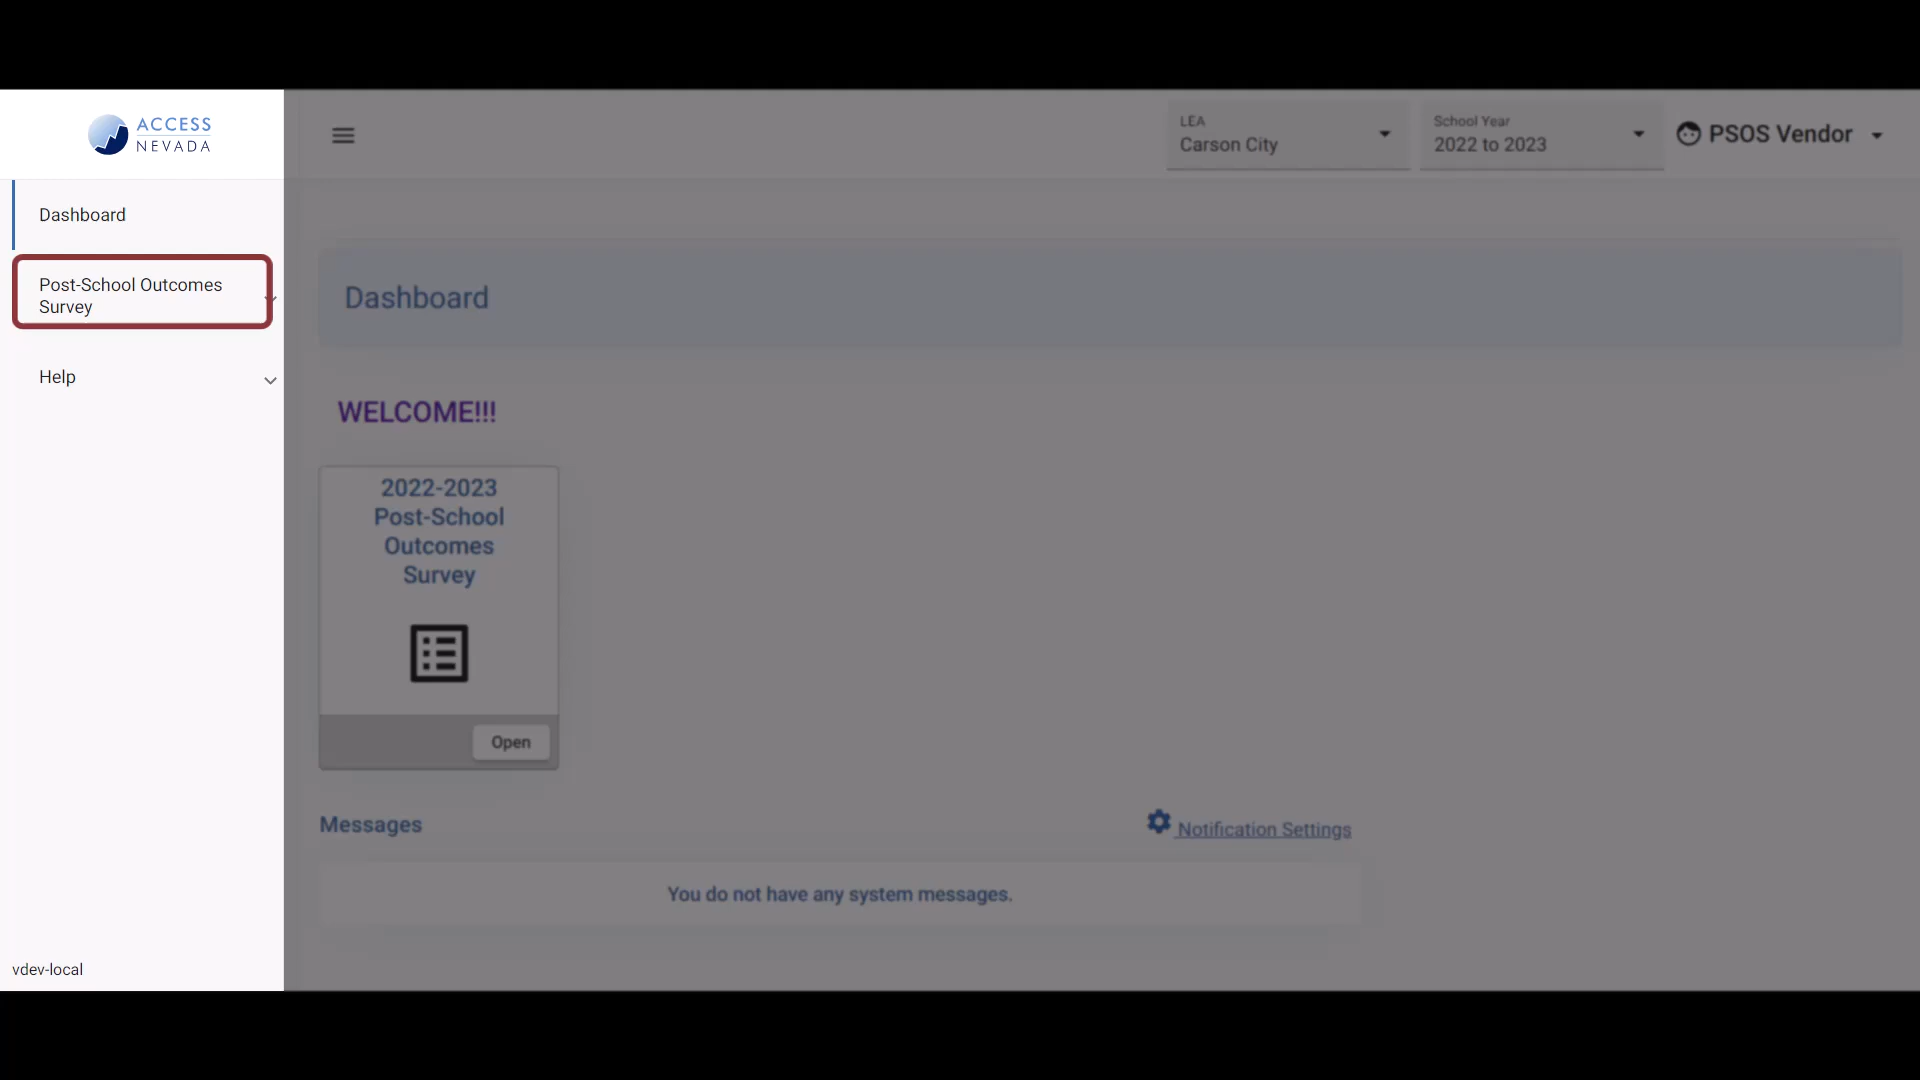 ACCESS
NEVADA
LEA
Carson City
School Year
2022 to 2023
PSOS Vendor
Dashboard
Post-School Outcomes
Survey
Help
vdev-local
Dashboard
WELCOME!!!
2022-2023
Post-School
Outcomes
Survey
Open
Messages
Notification Settings
You do not have any system messages.